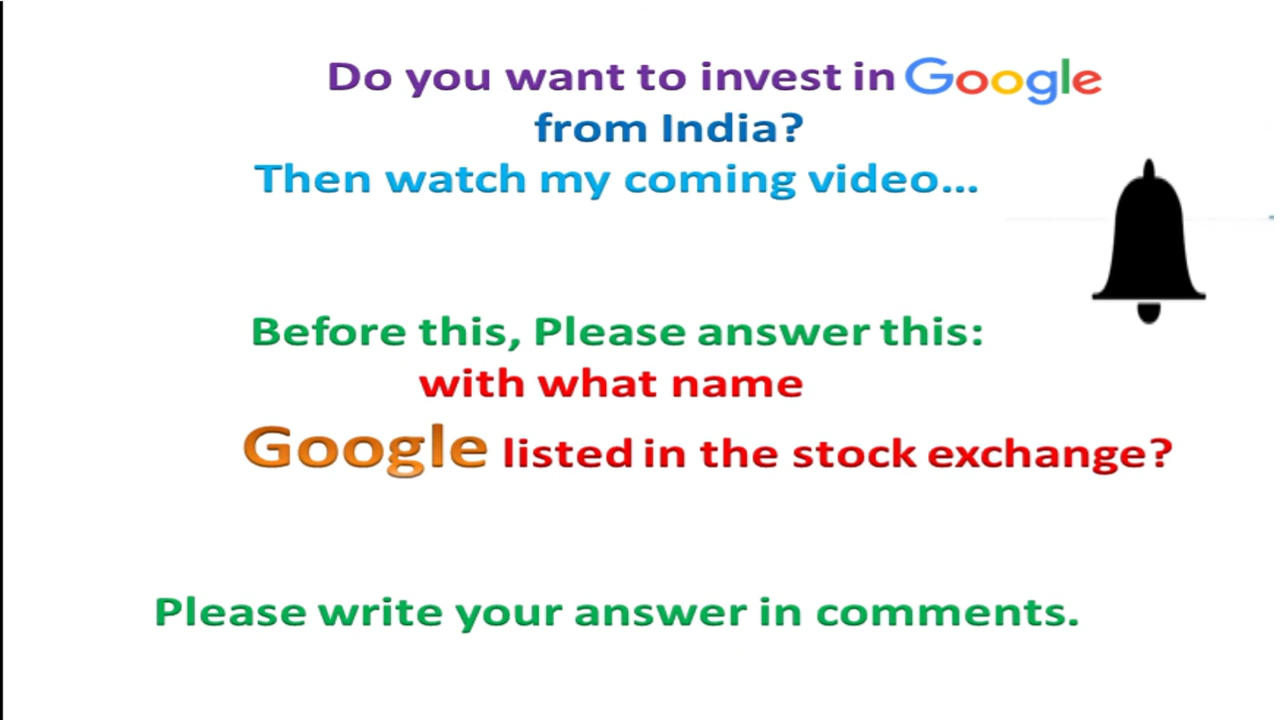 Do you want to invest in Google
from India?
Then watch my coming video...
Before this, Please answer this:
with what name
Google listed in the stock exchange?
Please write your answer in comments.